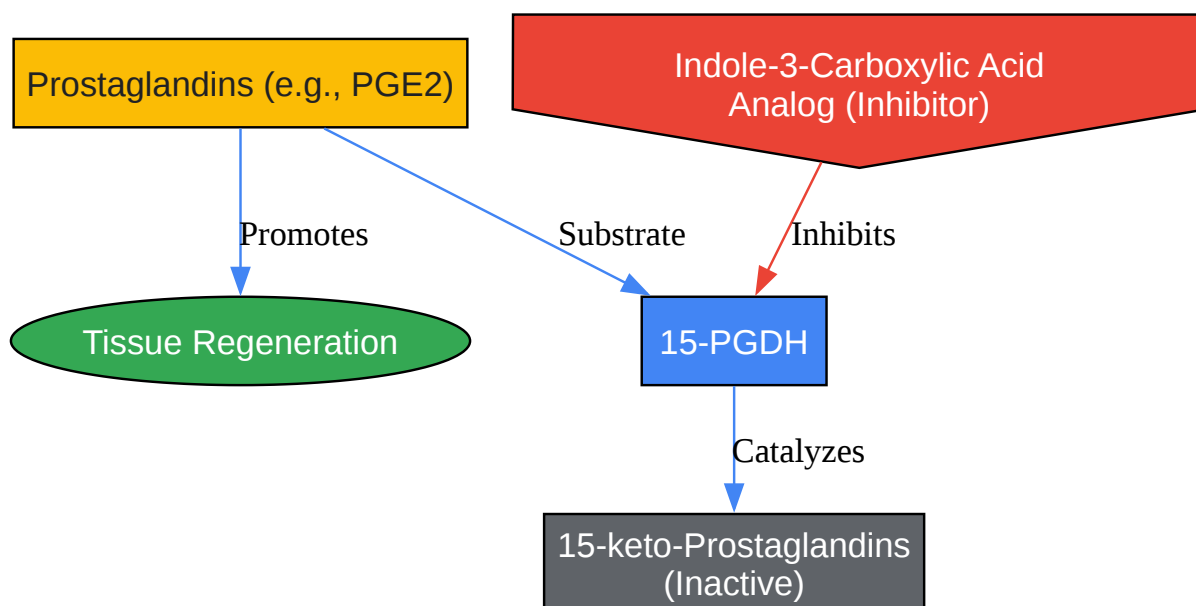 Prostaglandins (e.g., PGE2)
Indole-3-Carboxylic Acid
Analog (Inhibitor)
Promotes
Substrate
Inhibits
Tissue Regeneration
15-PGDH
Catalyzes
15-keto-Prostaglandins
(Inactive)